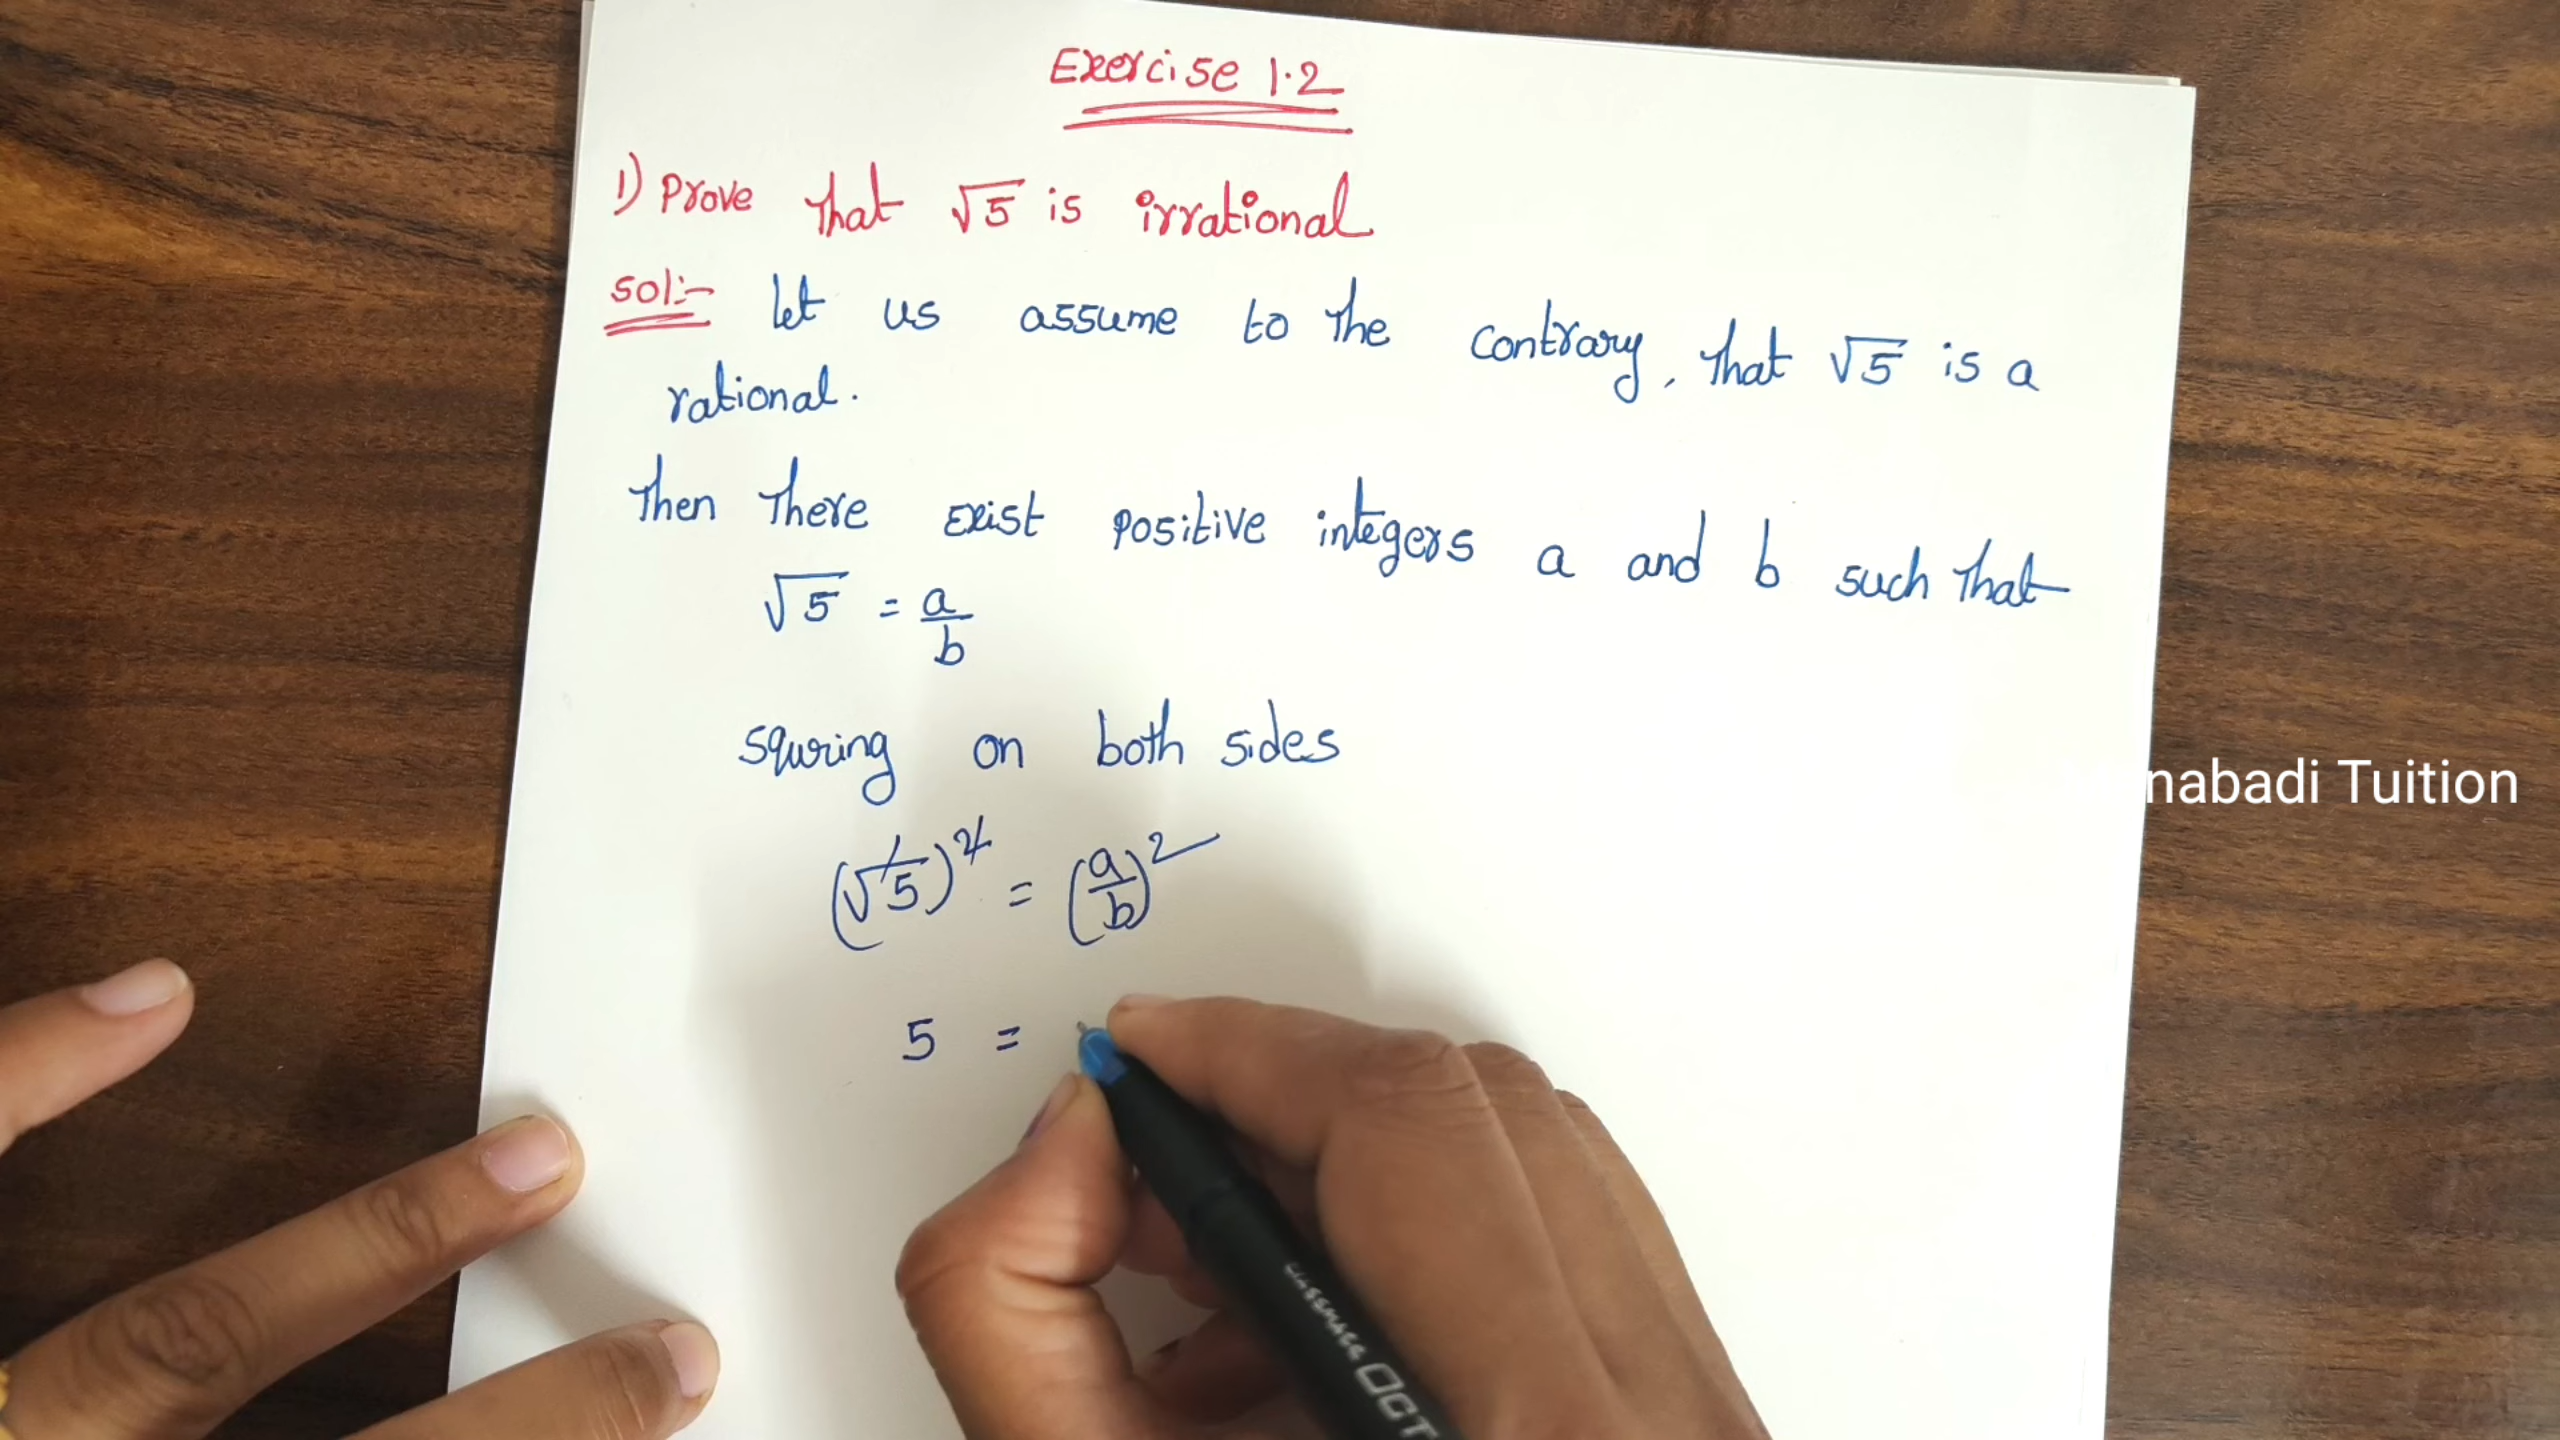 Exercise 1.2
1) Prove that √5 is irrational
Sol:- let us assume to the contrary, that √5 is a
rational.
Then there exist positive integers a and b such that
√5 = a/b
squring on both sides
(√5)² = (a/b)²
nabadi Tuition
5 =
classmate OCT